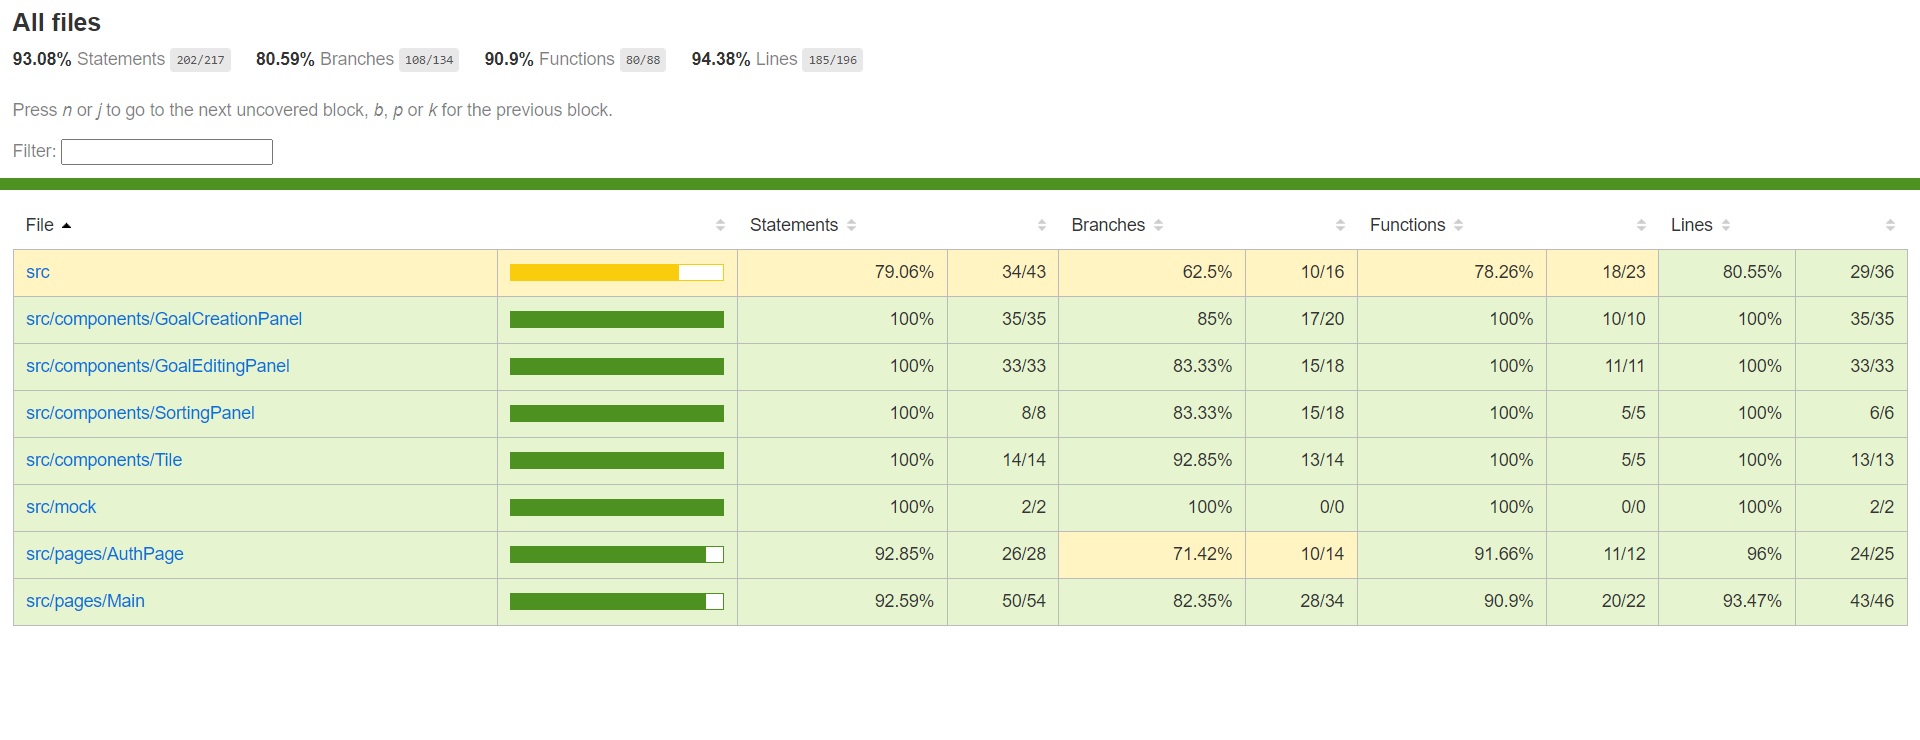 All files
93.08% Statements 202/217 80.59% Branches 108/134 90.9% Functions 80/88 94.38% Lines 185/196
Press n or j to go to the next uncovered block, b, p or k for the previous block.
Filter:
File Statements Branches Functions Lines
src 79.06% 34/43 62.5% 10/16 78.26% 18/23 80.55% 29/36
src/components/GoalCreationPanel 100% 35/35 85% 17/20 100% 10/10 100% 35/35
src/components/GoalEditingPanel 100% 33/33 83.33% 15/18 100% 11/11 100% 33/33
src/components/SortingPanel 100% 8/8 83.33% 15/18 100% 5/5 100% 6/6
src/components/Tile 100% 14/14 92.85% 13/14 100% 5/5 100% 13/13
src/mock 100% 2/2 100% 0/0 100% 0/0 100% 2/2
src/pages/AuthPage 92.85% 26/28 71.42% 10/14 91.66% 11/12 96% 24/25
src/pages/Main 92.59% 50/54 82.35% 28/34 90.9% 20/22 93.47% 43/46